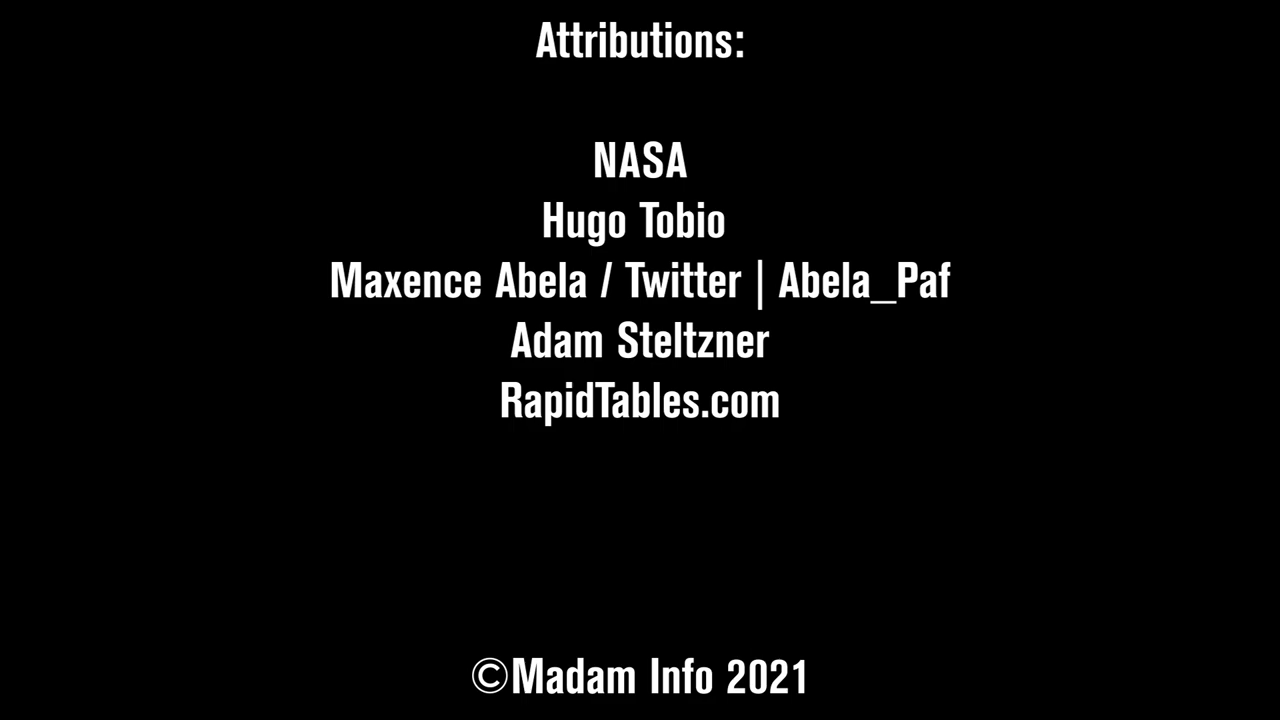 Attributions:
NASA
Hugo Tobio
Maxence Abela / Twitter | Abela_Paf
Adam Steltzner
RapidTables.com
©Madam Info 2021